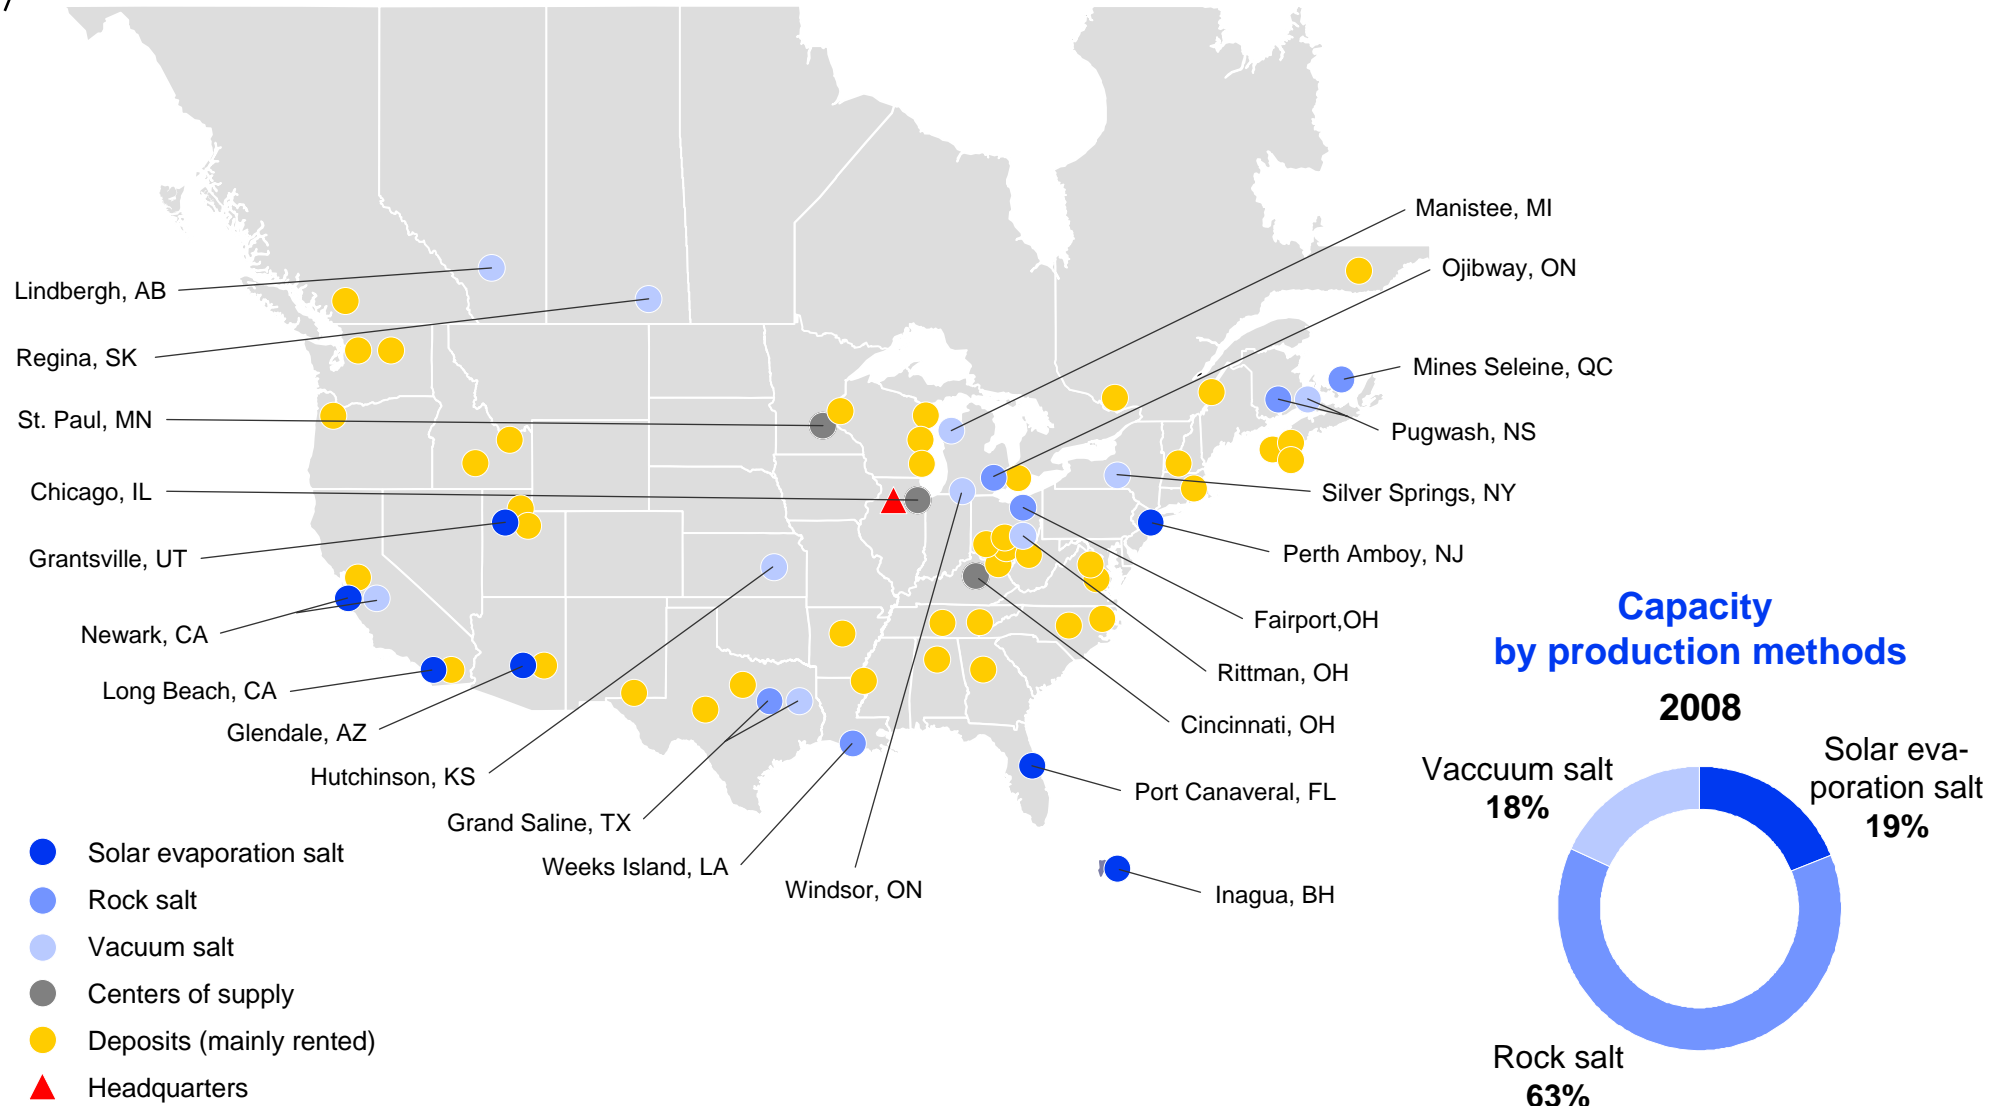 Manistee, MI
Ojibway, ON
Lindbergh, AB
Regina, SK
Mines Seleine, QC
St. Paul, MN
Pugwash, NS
Chicago, IL
Silver Springs, NY
Grantsville, UT
Perth Amboy, NJ
Newark, CA
Fairport,OH
Long Beach, CA
Rittman, OH
Glendale, AZ
Cincinnati, OH
Hutchinson, KS
Port Canaveral, FL
Grand Saline, TX
Weeks Island, LA
Windsor, ON
Inagua, BH
Solar evaporation salt
Rock salt
Vacuum salt
Centers of supply
Deposits (mainly rented)
Headquarters
Capacity
by production methods
2008
Vaccuum salt
18%
Solar eva-
poration salt
19%
Rock salt
63%